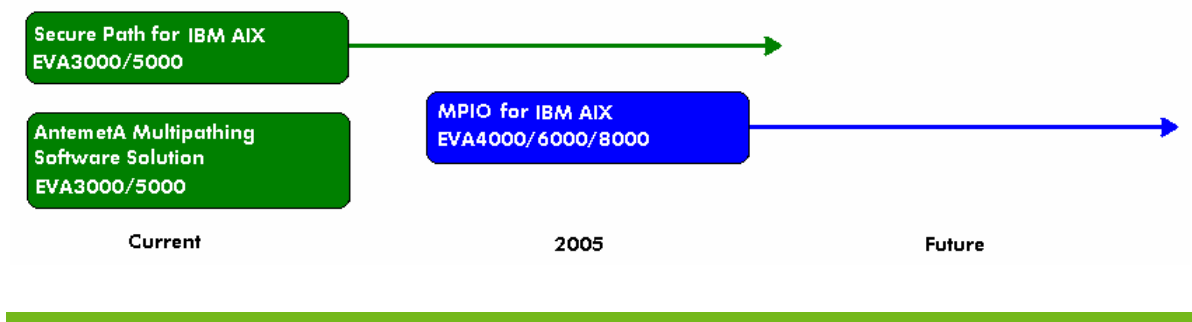 Secure Path for IBM AIX
EVA3000/5000
MPIO for IBM AIX
EVA4000/6000/8000
AntemetA Multipathing
Software Solution
EVA3000/5000
Current
2005
Future